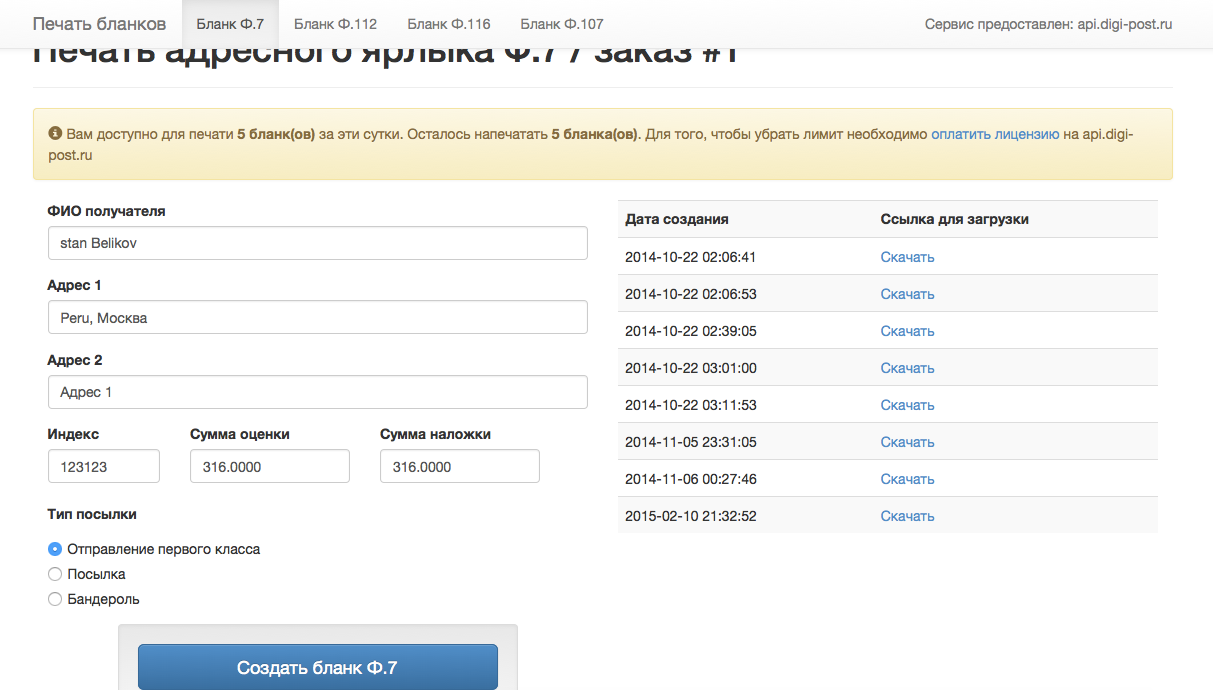 Печать бланков
Бланк Ф.7
Бланк Ф.112
Бланк Ф.116
Бланк Ф.107
Сервис предоставлен: api.digi-post.ru
Печать адресного ярлыка Ф.7 / заказ #1
Вам доступно для печати 5 бланк(ов) за эти сутки. Осталось напечатать 5 бланка(ов). Для того, чтобы убрать лимит необходимо оплатить лицензию на api.digi-
post.ru
ФИО получателя
stan Belikov
Адрес 1
Peru, Москва
Адрес 2
Адрес 1
Индекс
Сумма оценки
Сумма наложки
123123
316.0000
316.0000
Тип посылки
Отправление первого класса
Посылка
Бандероль
Создать бланк Ф.7
Дата создания
Ссылка для загрузки
2014-10-22 02:06:41
Скачать
2014-10-22 02:06:53
Скачать
2014-10-22 02:39:05
Скачать
2014-10-22 03:01:00
Скачать
2014-10-22 03:11:53
Скачать
2014-11-05 23:31:05
Скачать
2014-11-06 00:27:46
Скачать
2015-02-10 21:32:52
Скачать